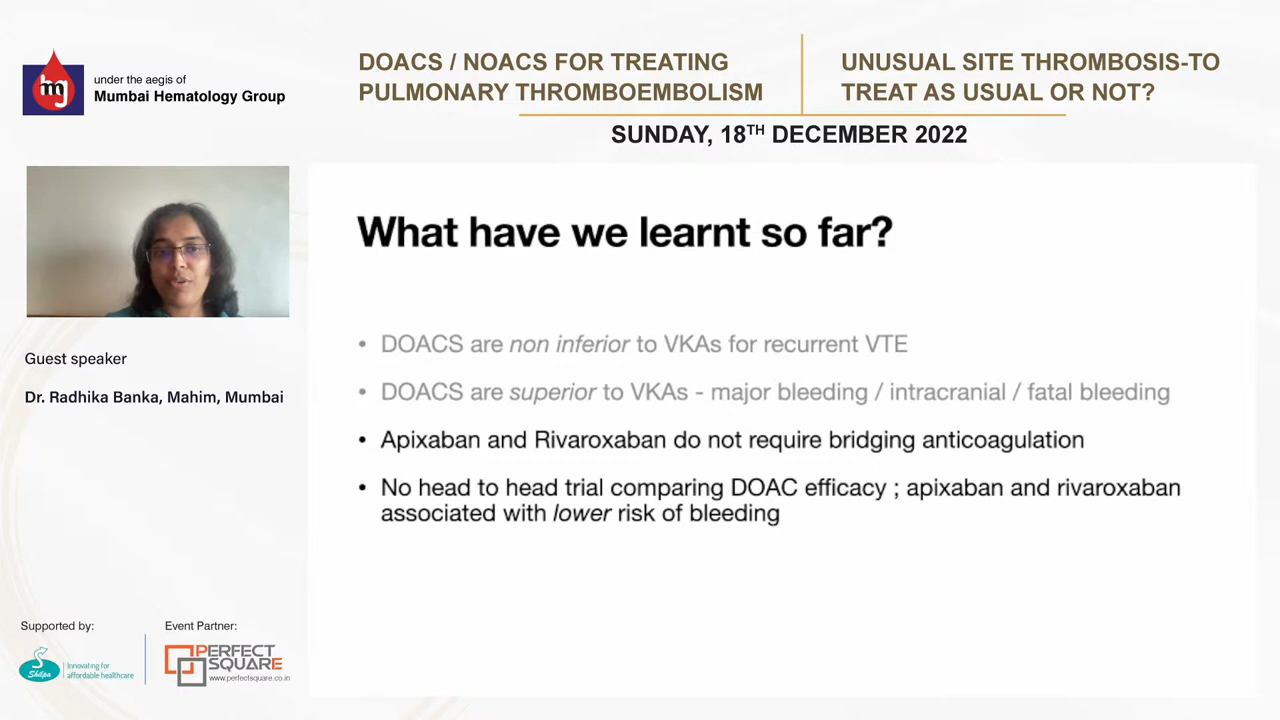 mg
under the aegis of
Mumbai Hematology Group
DOACS / NOACS FOR TREATING
PULMONARY THROMBOEMBOLISM
UNUSUAL SITE THROMBOSIS-TO
TREAT AS USUAL OR NOT?
SUNDAY, 18TH DECEMBER 2022
Guest speaker
Dr. Radhika Banka, Mahim, Mumbai
What have we learnt so far?
• DOACS are non inferior to VKAs for recurrent VTE
• DOACS are superior to VKAs - major bleeding / intracranial / fatal bleeding
• Apixaban and Rivaroxaban do not require bridging anticoagulation
• No head to head trial comparing DOAC efficacy ; apixaban and rivaroxaban
associated with lower risk of bleeding
Supported by:
Shilpa
Innovating for
affordable healthcare
Event Partner:
PERFECT
SQUARE
www.perfectsquare.co.in